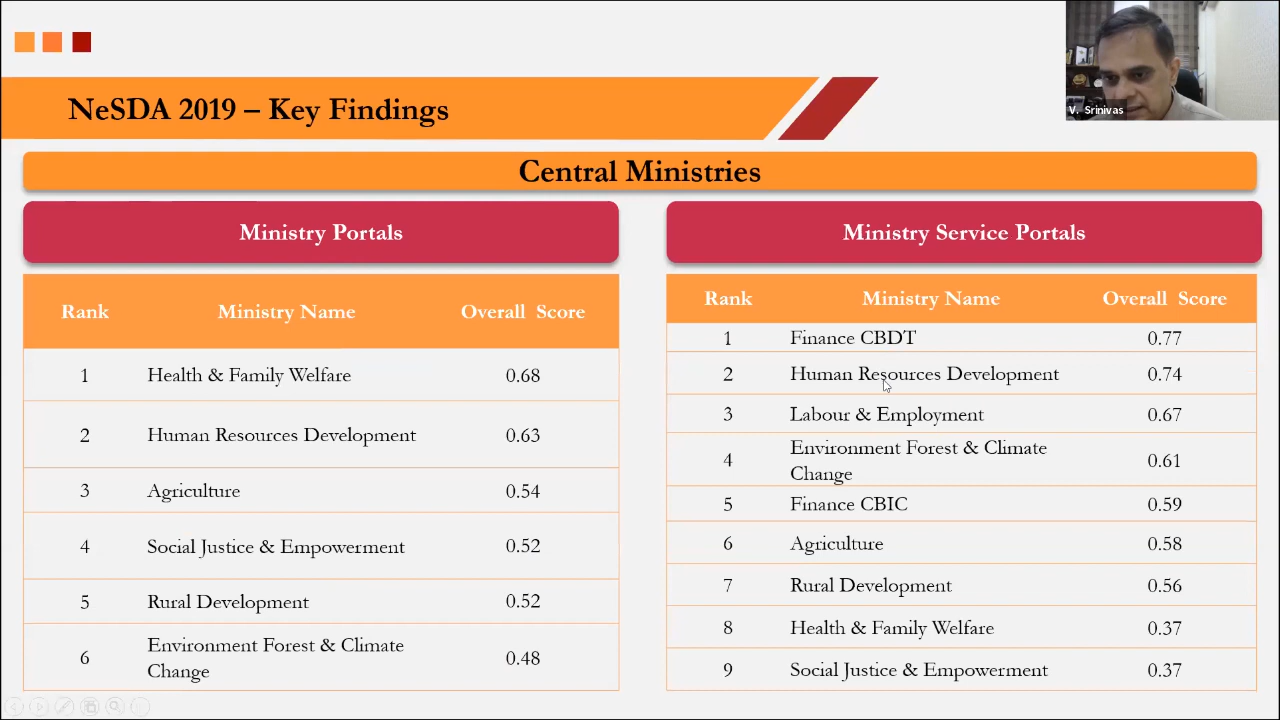 V. Srinivas
NeSDA 2019 – Key Findings
Central Ministries
Ministry Portals
Rank Ministry Name Overall Score
1 Health & Family Welfare 0.68
2 Human Resources Development 0.63
3 Agriculture 0.54
4 Social Justice & Empowerment 0.52
5 Rural Development 0.52
6 Environment Forest & Climate
Change 0.48
Ministry Service Portals
Rank Ministry Name Overall Score
1 Finance CBDT 0.77
2 Human Resources Development 0.74
3 Labour & Employment 0.67
4 Environment Forest & Climate
Change 0.61
5 Finance CBIC 0.59
6 Agriculture 0.58
7 Rural Development 0.56
8 Health & Family Welfare 0.37
9 Social Justice & Empowerment 0.37